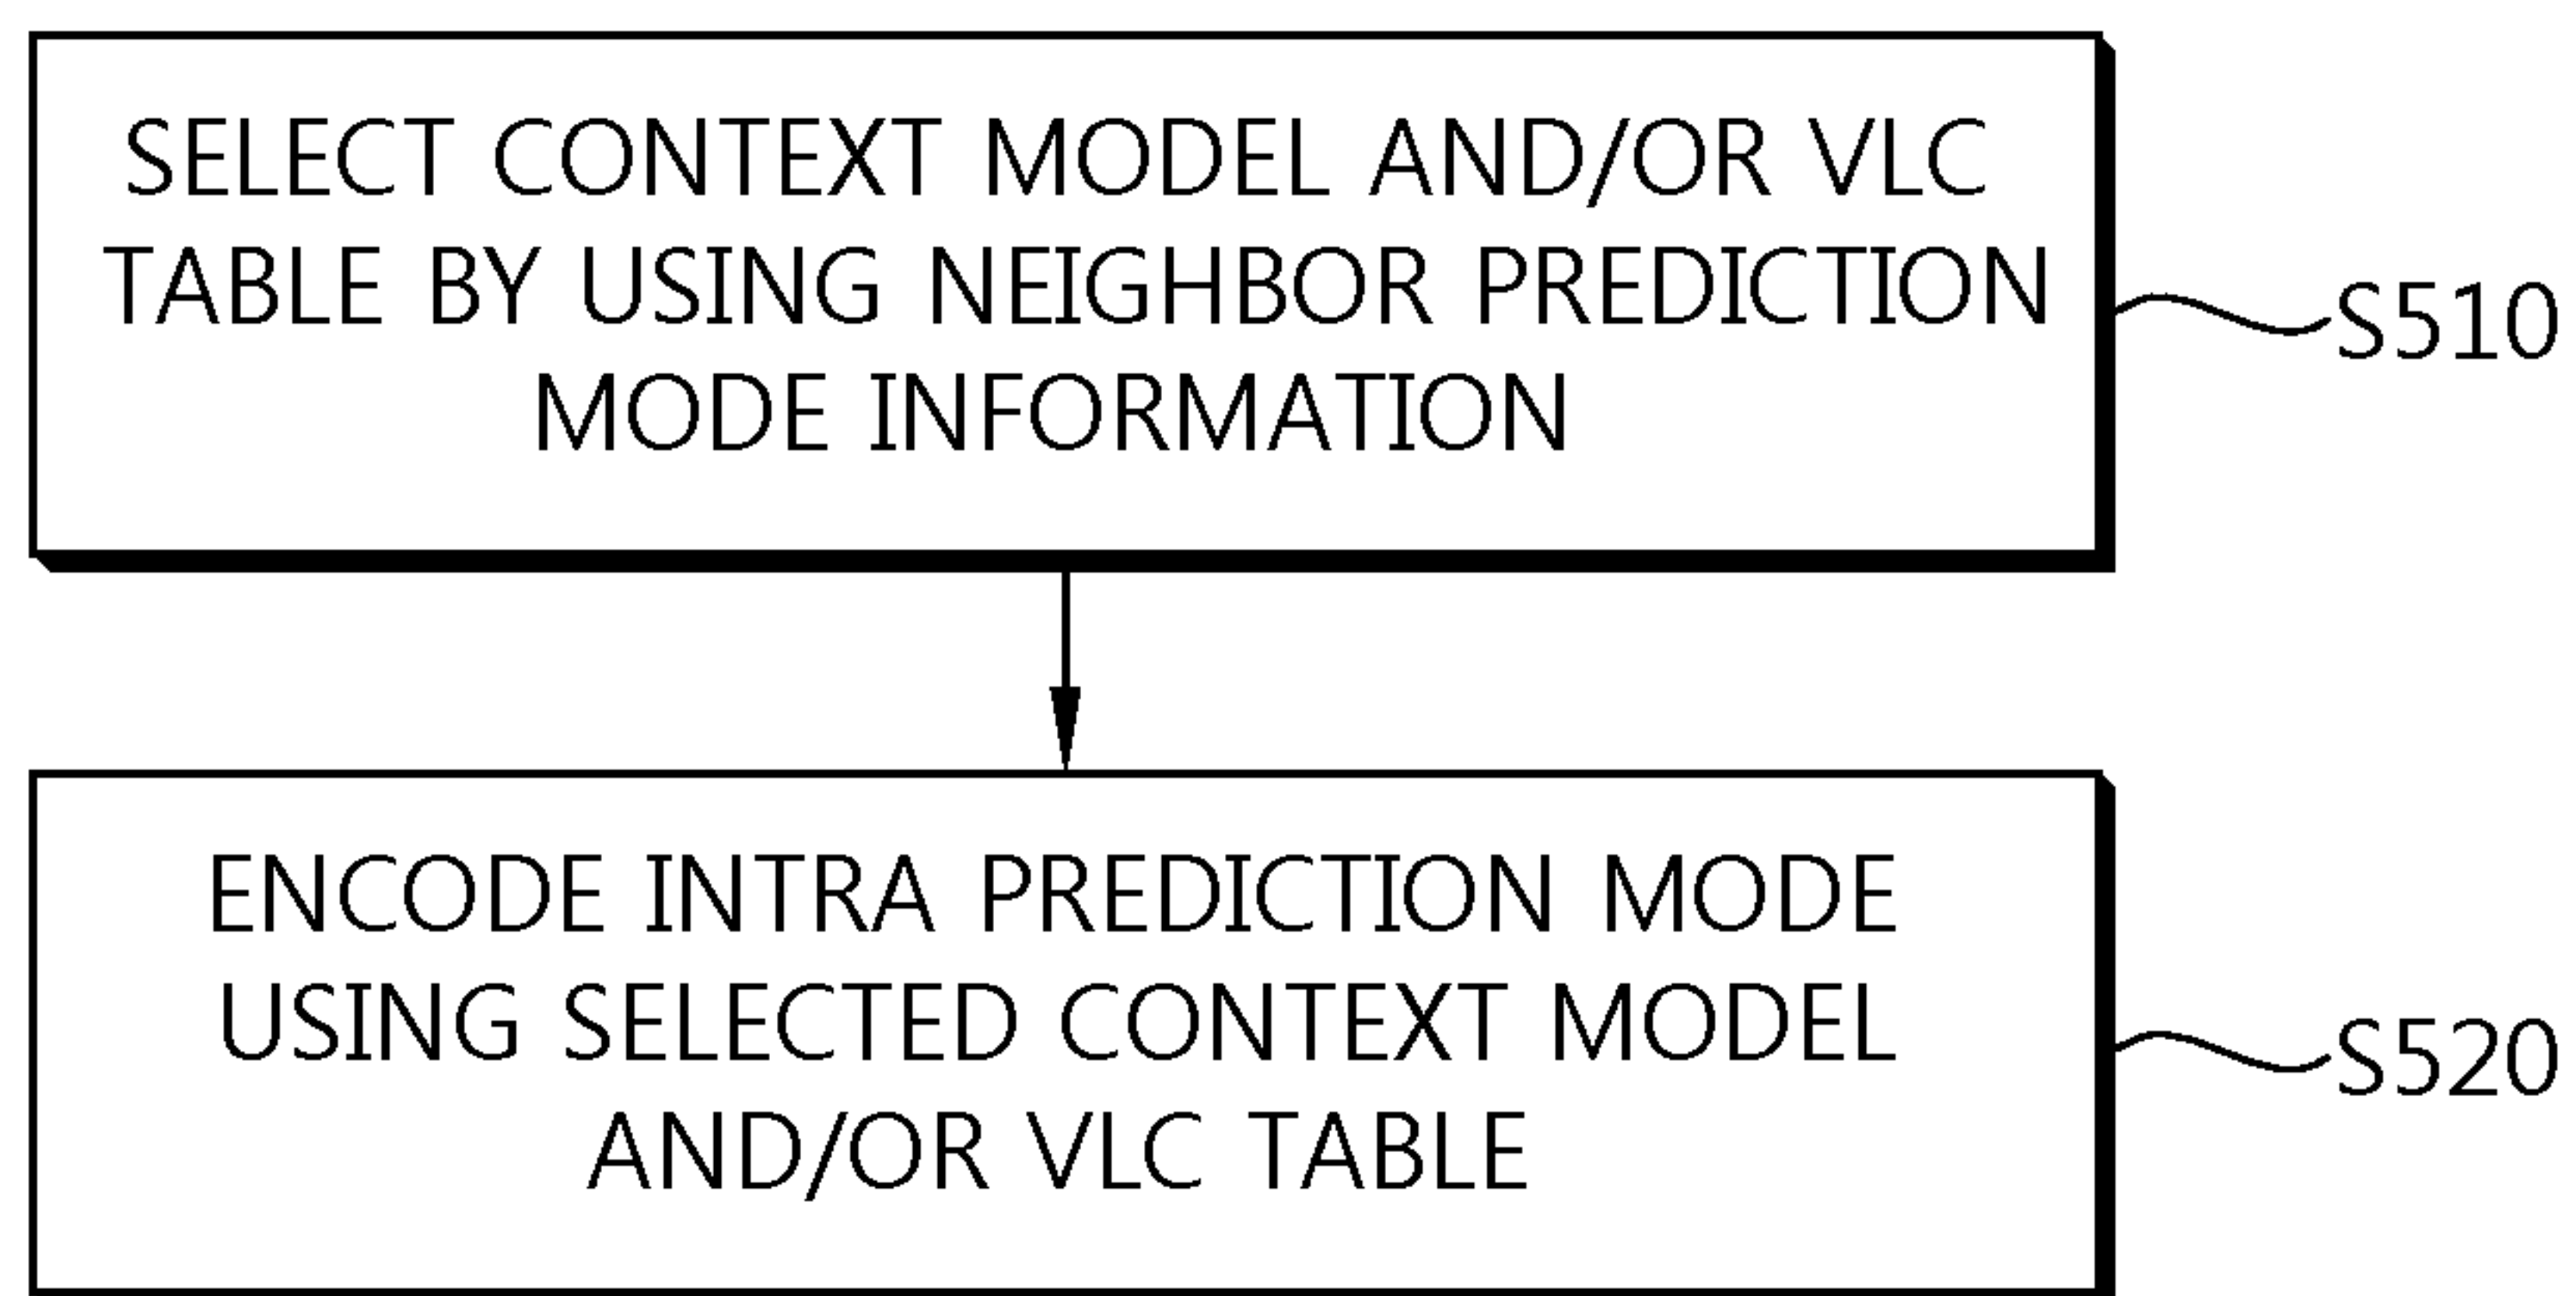 SELECT CONTEXT MODEL AND/OR VLC
TABLE BY USING NEIGHBOR PREDICTION
MODE INFORMATION
S510
ENCODE INTRA PREDICTION MODE
USING SELECTED CONTEXT MODEL
AND/OR VLC TABLE
S520